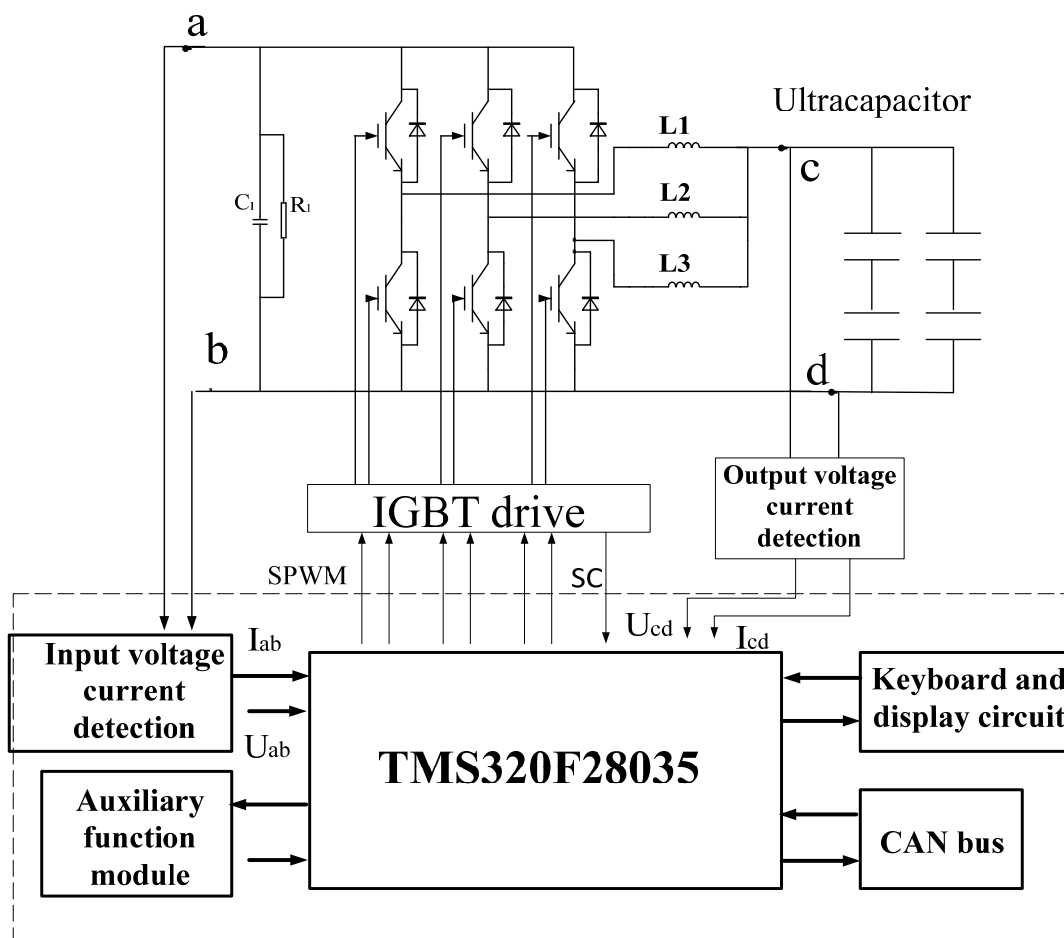 a
Ultracapacitor
L1
c
C1 R1
L2
L3
b
d
Output voltage
current
detection
IGBT drive
SPWM
SC
Ucd
Icd
Iab
Input voltage
current
detection
Uab
Keyboard and
display circuit
TMS320F28035
Auxiliary
function
module
CAN bus